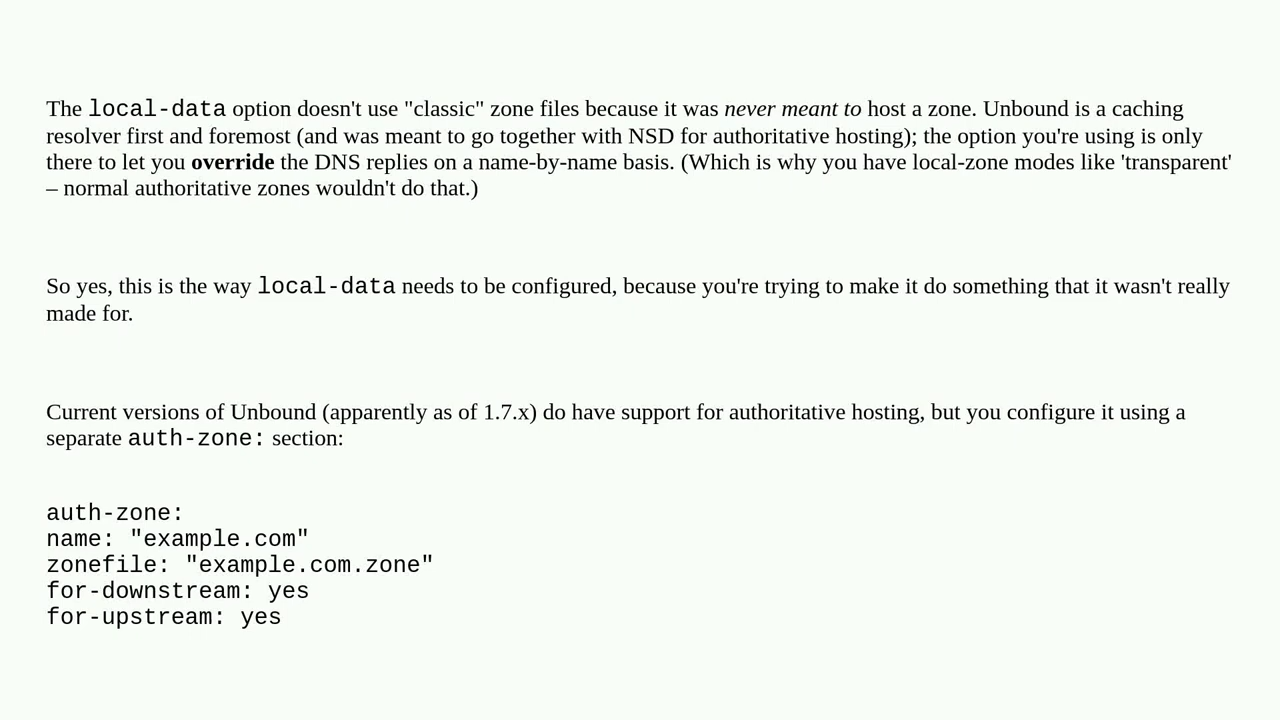 The local-data option doesn't use "classic" zone files because it was never meant to host a zone. Unbound is a caching
resolver first and foremost (and was meant to go together with NSD for authoritative hosting); the option you're using is only
there to let you override the DNS replies on a name-by-name basis. (Which is why you have local-zone modes like 'transparent'
– normal authoritative zones wouldn't do that.)
So yes, this is the way local-data needs to be configured, because you're trying to make it do something that it wasn't really
made for.
Current versions of Unbound (apparently as of 1.7.x) do have support for authoritative hosting, but you configure it using a
separate auth-zone: section:
auth-zone:
name: "example.com"
zonefile: "example.com.zone"
for-downstream: yes
for-upstream: yes